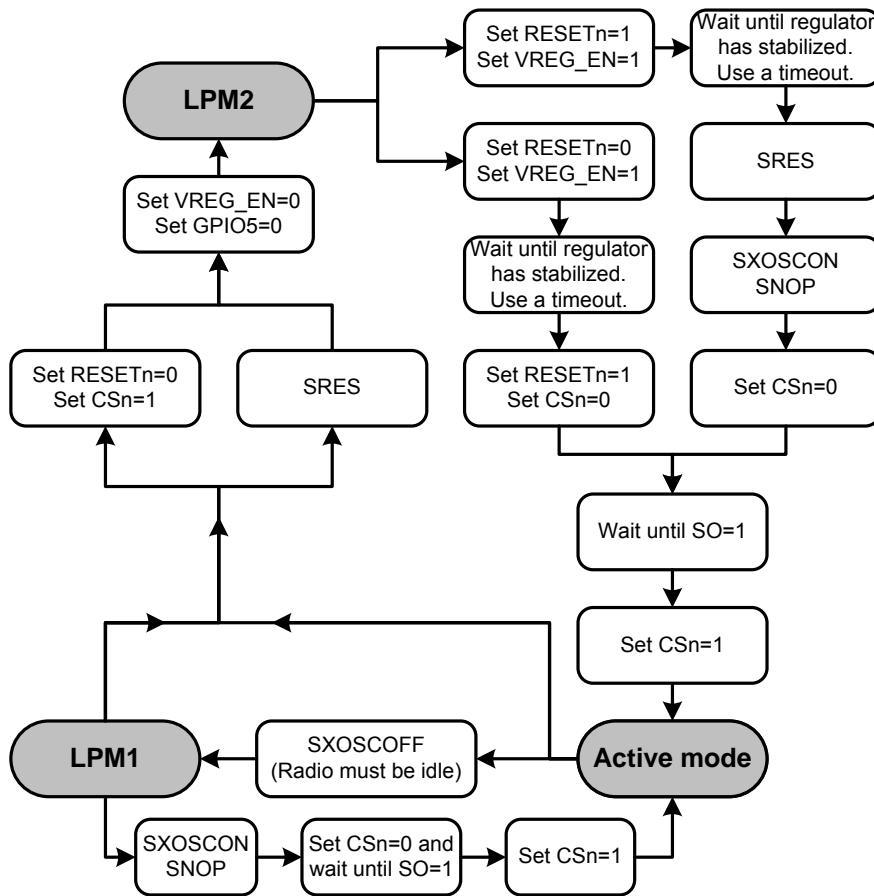 Set RESETn=1
Set VREG_EN=1
Wait until regulator
has stabilized.
Use a timeout.
LPM2
Set RESETn=0
Set VREG_EN=1
SRES
Set VREG_EN=0
Set GPIO5=0
Wait until regulator
has stabilized.
Use a timeout.
SXOSCON
SNOP
Set RESETn=0
Set CSn=1
SRES
Set RESETn=1
Set CSn=0
Set CSn=0
Wait until SO=1
Set CSn=1
LPM1
SXOSCOFF
(Radio must be idle)
Active mode
SXOSCON
SNOP
Set CSn=0 and
wait until SO=1
Set CSn=1